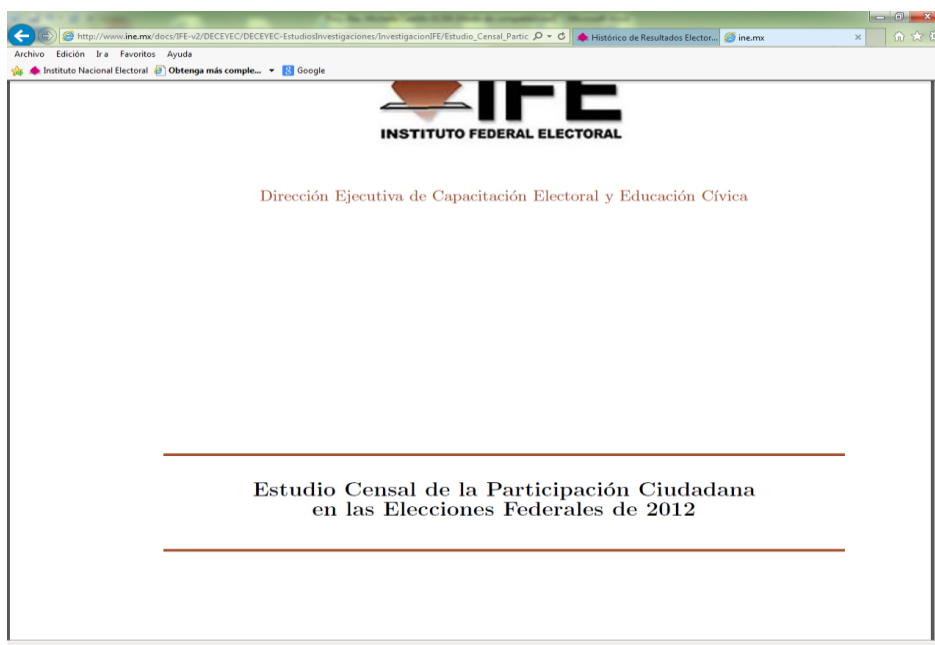 http://www.ine.mx/docs/IFE-v2/DECEYEC/DECEYEC-EstudiosInvestigaciones/InvestigacionIFE/Estudio_Censal_Partic
Histórico de Resultados Elector...
ine.mx
Archivo Edición Ir a Favoritos Ayuda
Instituto Nacional Electoral Obtenga más comple... Google
IFE
INSTITUTO FEDERAL ELECTORAL
Dirección Ejecutiva de Capacitación Electoral y Educación Cívica
Estudio Censal de la Participación Ciudadana
en las Elecciones Federales de 2012